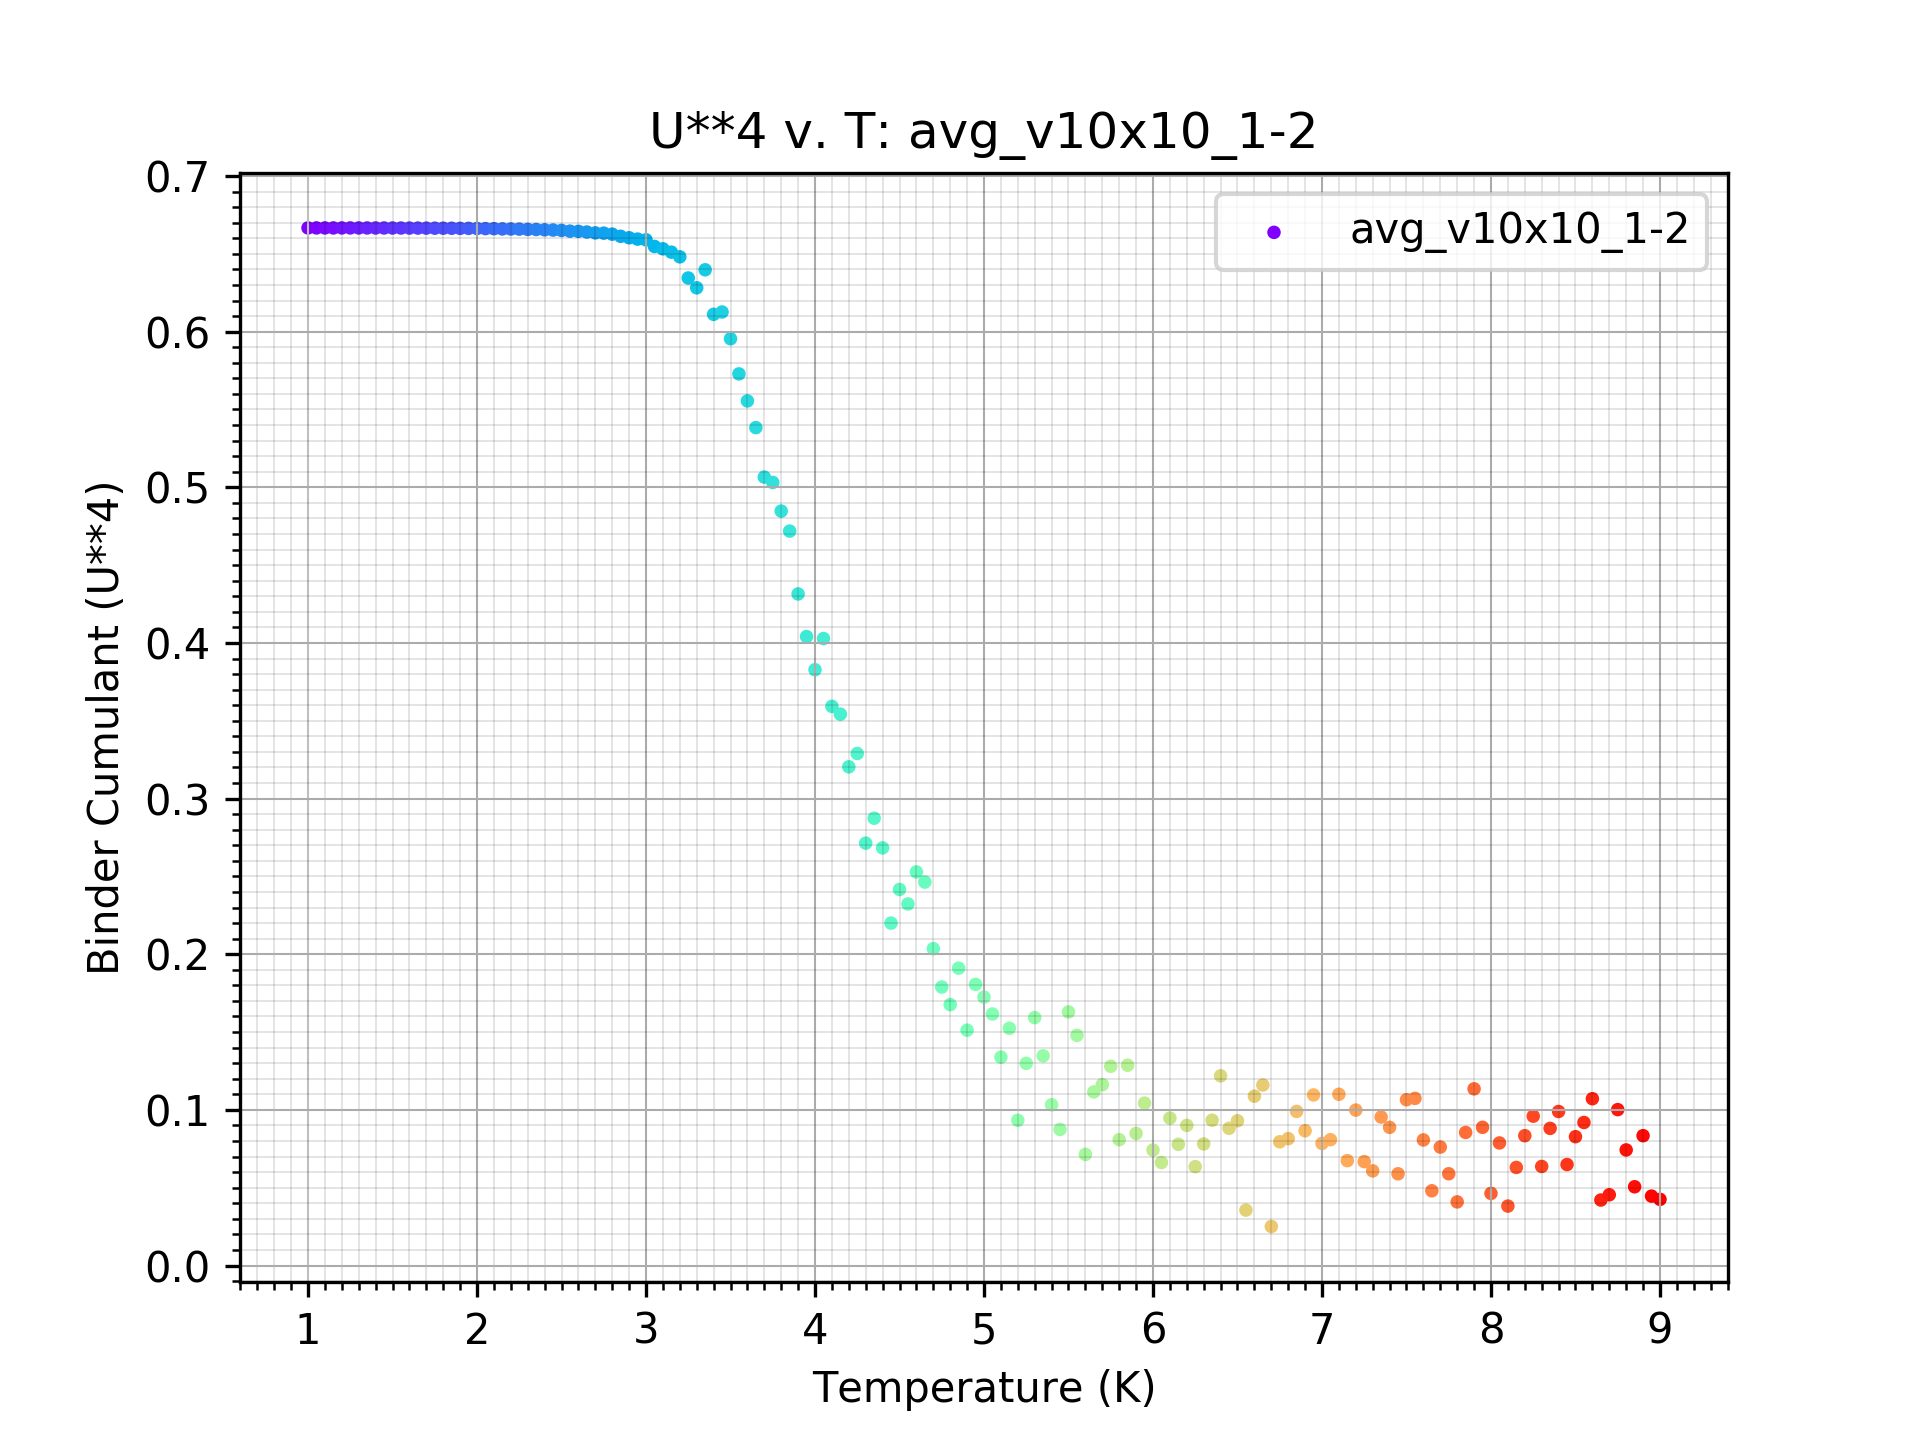 U**4 v. T: avg_v10x10_1-2
avg_v10x10_1-2
Binder Cumulant (U**4)
0.7
0.6
0.5
0.4
0.3
0.2
0.1
0.0
1 2 3 4 5 6 7 8 9
Temperature (K)